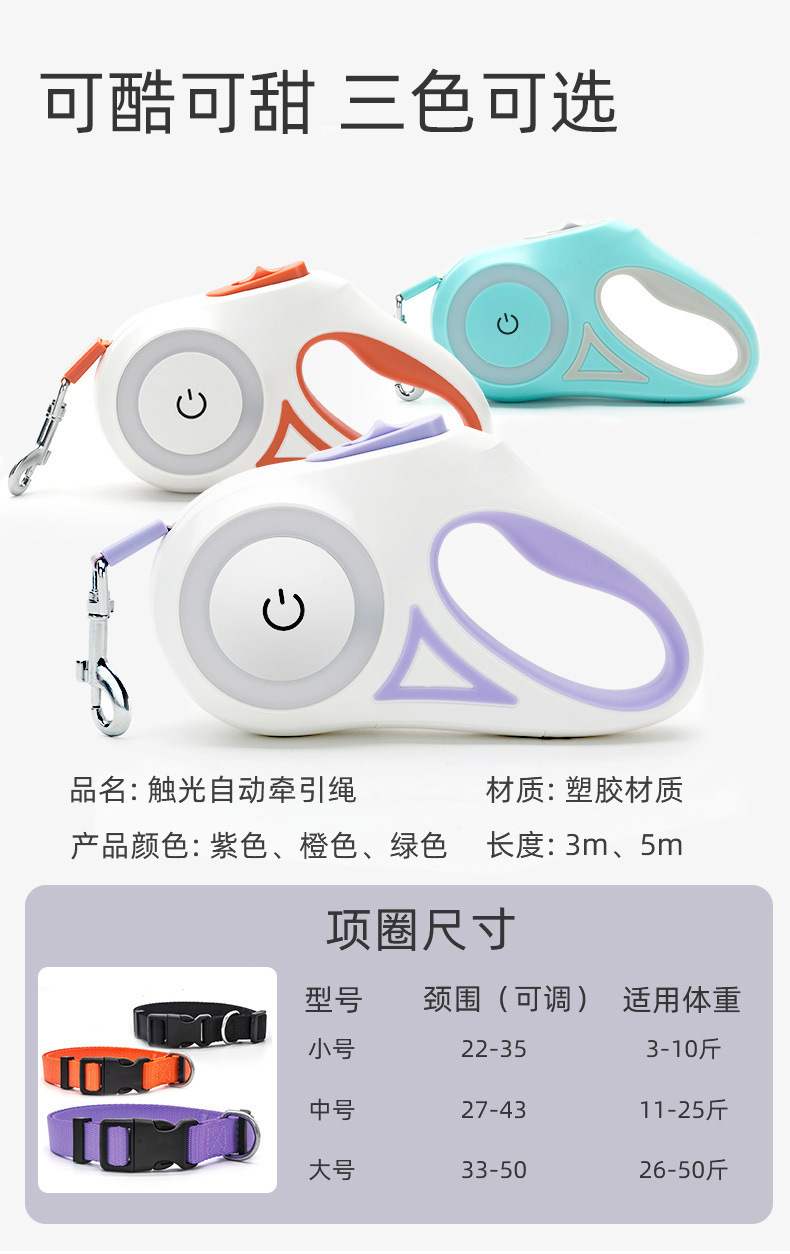 可酷可甜 三色可选
品名: 触光自动牵引绳 材质: 塑胶材质
产品颜色: 紫色、橙色、绿色 长度: 3m、5m
项圈尺寸
型号 颈围（可调） 适用体重
小号 22-35 3-10斤
中号 27-43 11-25斤
大号 33-50 26-50斤